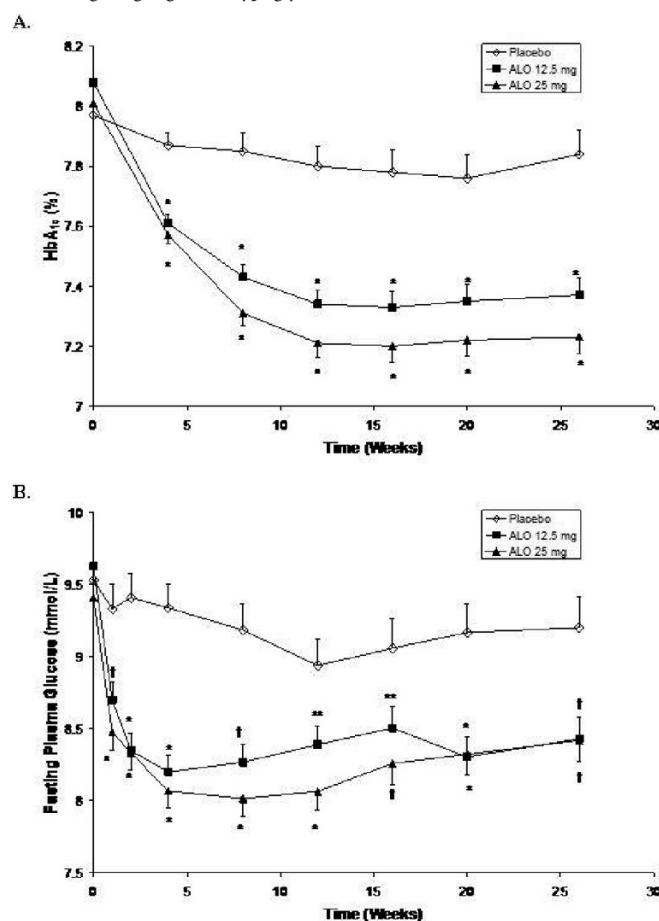 A.
8.2
8
7.8
7.6
7.4
7.2
7
HbA1c (%)
Placebo
ALO 12.5 mg
ALO 25 mg
* * * * * *
* * * * * *
0 5 10 15 20 25 30
Time (Weeks)
B.
10
9.5
9
8.5
8
7.5
Fasting Plasma Glucose (mmol/L)
Placebo
ALO 12.5 mg
ALO 25 mg
† * * † ** ** * †
* * * * * † * †
0 5 10 15 20 25 30
Time (Weeks)